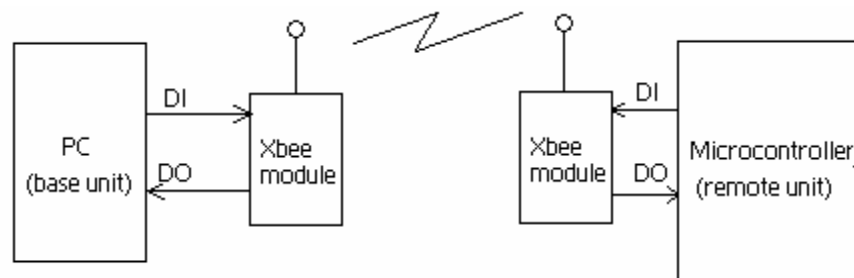 DI
PC
(base unit)
DO
Xbee
module
Xbee
module
DI
DO
Microcontroller
(remote unit)